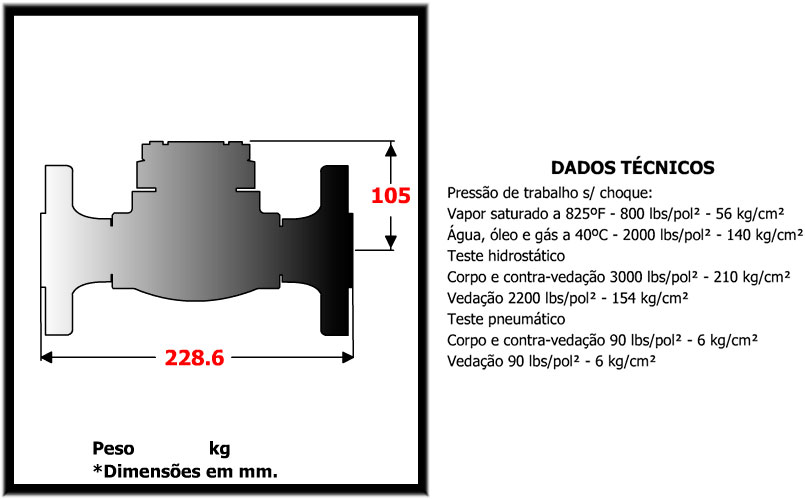 105
228.6
Peso kg
*Dimensões em mm.
DADOS TÉCNICOS
Pressão de trabalho s/ choque:
Vapor saturado a 825ºF - 800 lbs/pol² - 56 kg/cm²
Água, óleo e gás a 40ºC - 2000 lbs/pol² - 140 kg/cm²
Teste hidrostático
Corpo e contra-vedação 3000 lbs/pol² - 210 kg/cm²
Vedação 2200 lbs/pol² - 154 kg/cm²
Teste pneumático
Corpo e contra-vedação 90 lbs/pol² - 6 kg/cm²
Vedação 90 lbs/pol² - 6 kg/cm²